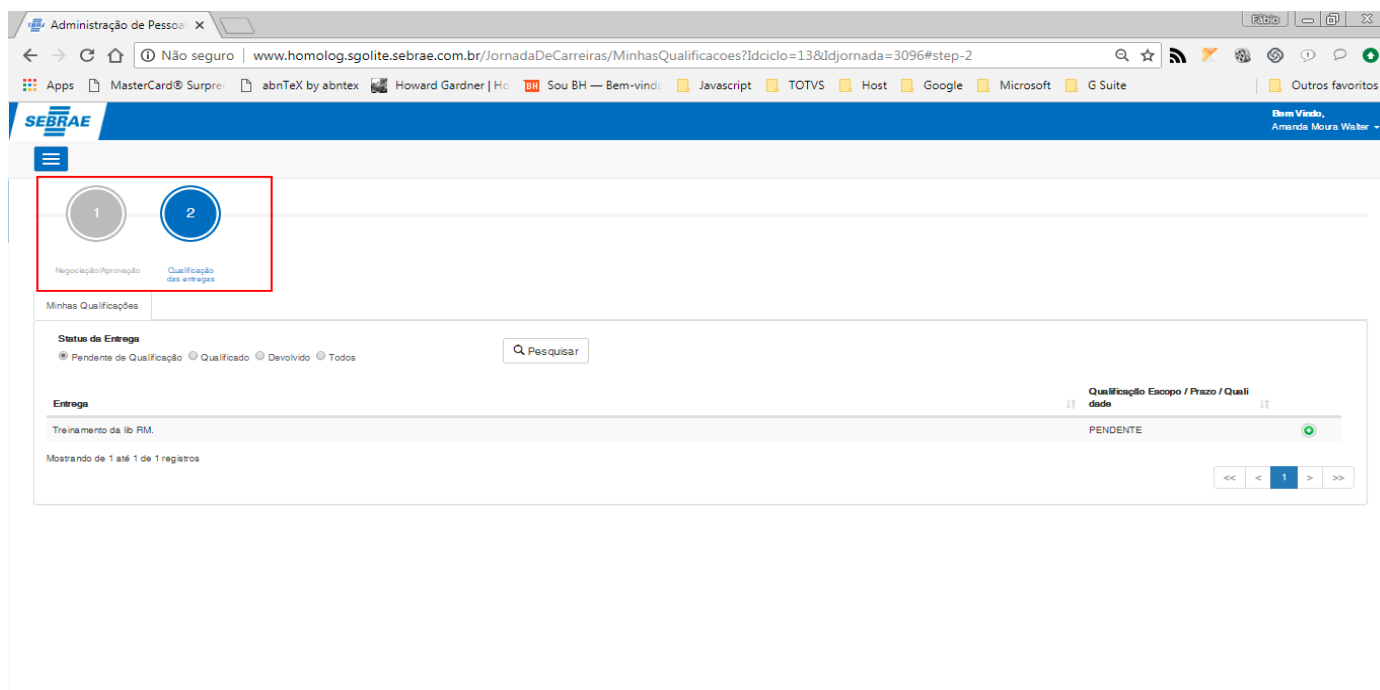 Administração de Pessoa
Fábio
Não seguro
www.homolog.sgolite.sebrae.com.br/JornadaDeCarreiras/MinhasQualificacoes?Idciclo=13&Idjornada=3096#step-2
Apps MasterCard® Surpre abnTeX by abntex Howard Gardner | Ho BH Sou BH — Bem-vind Javascript TOTVS Host Google Microsoft G Suite Outros favoritos
SEBRAE
Bem Vindo,
Amanda Moura Walter
1 2
Negociação/Aprovação
Qualificação
das entregas
Minhas Qualificações
Status da Entrega
Pendente de Qualificação Qualificado Devolvido Todos
Pesquisar
Entrega
Qualificação Escopo / Prazo / Quali
dade
Treinamento da lib RM. PENDENTE
Mostrando de 1 até 1 de 1 registros
<< < 1 > >>